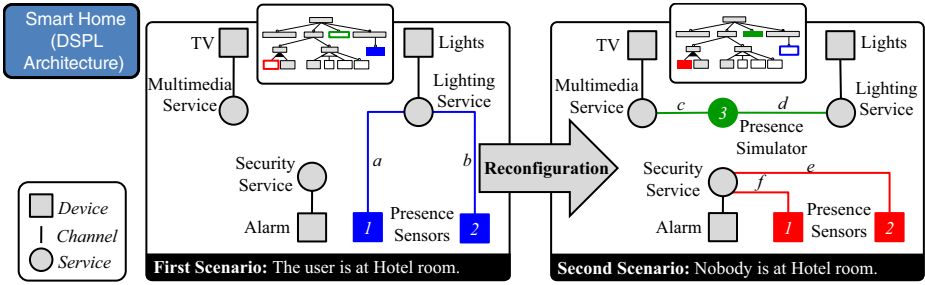 Smart Home
(DSPL
Architecture)
Device
Channel
Service
TV
Lights
Multimedia
Service
Lighting
Service
a
b
Security
Service
Alarm
1
Presence
Sensors
2
First Scenario: The user is at Hotel room.
Reconfiguration
TV
Lights
Multimedia
Service
c
3
d
Lighting
Service
Presence
Simulator
Security
Service
e
f
Alarm
1
Presence
Sensors
2
Second Scenario: Nobody is at Hotel room.